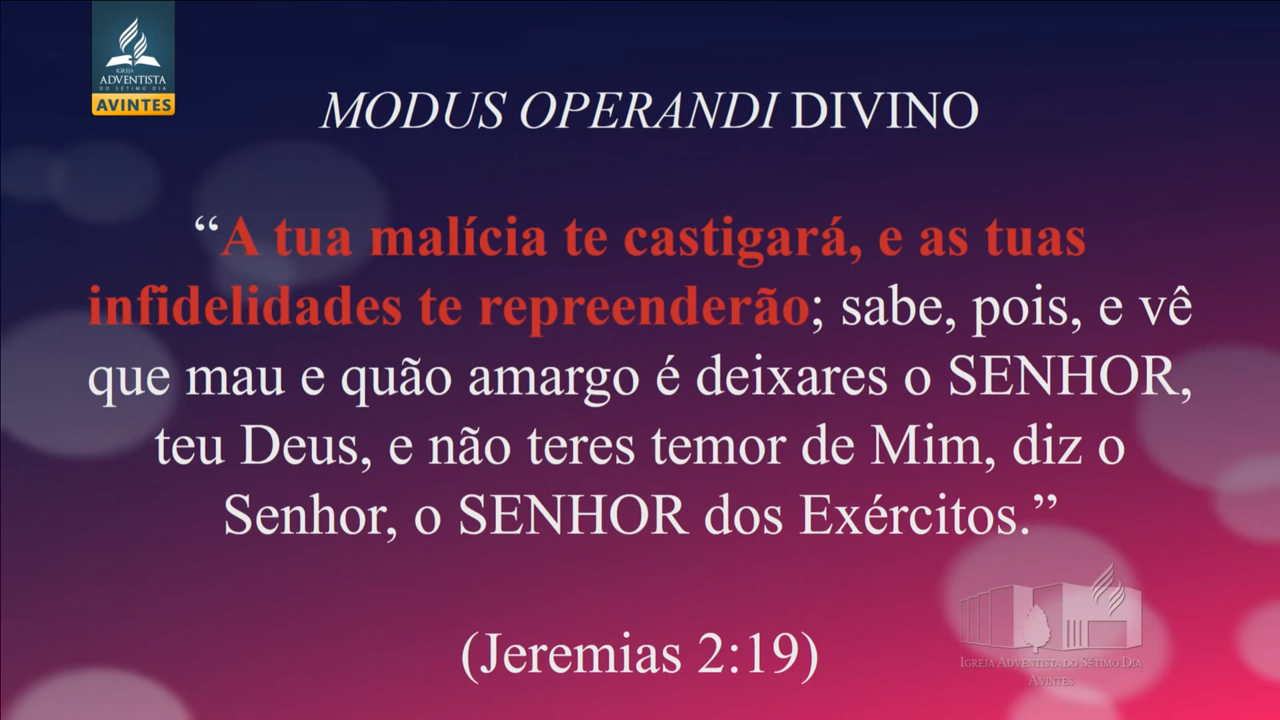 IGREJA
ADVENTISTA
DO SÉTIMO DIA
AVINTES
MODUS OPERANDI DIVINO
“A tua malícia te castigará, e as tuas
infidelidades te repreenderão; sabe, pois, e vê
que mau e quão amargo é deixares o SENHOR,
teu Deus, e não teres temor de Mim, diz o
Senhor, o SENHOR dos Exércitos.”
(Jeremias 2:19)
IGREJA ADVENTISTA DO SÉTIMO DIA
AVINTES